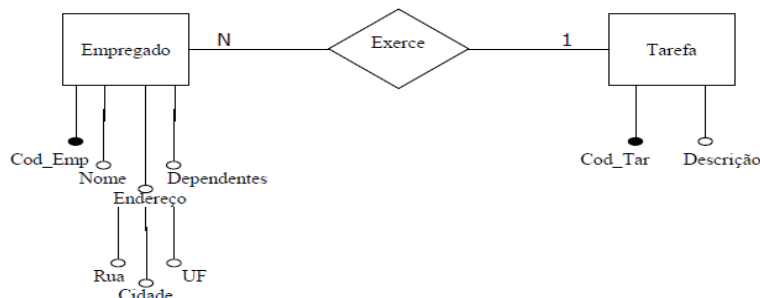 Empregado
N
Exerce
1
Tarefa
Cod_Emp
Nome
Endereço
Dependentes
Cod_Tar
Descrição
Rua
Cidade
UF